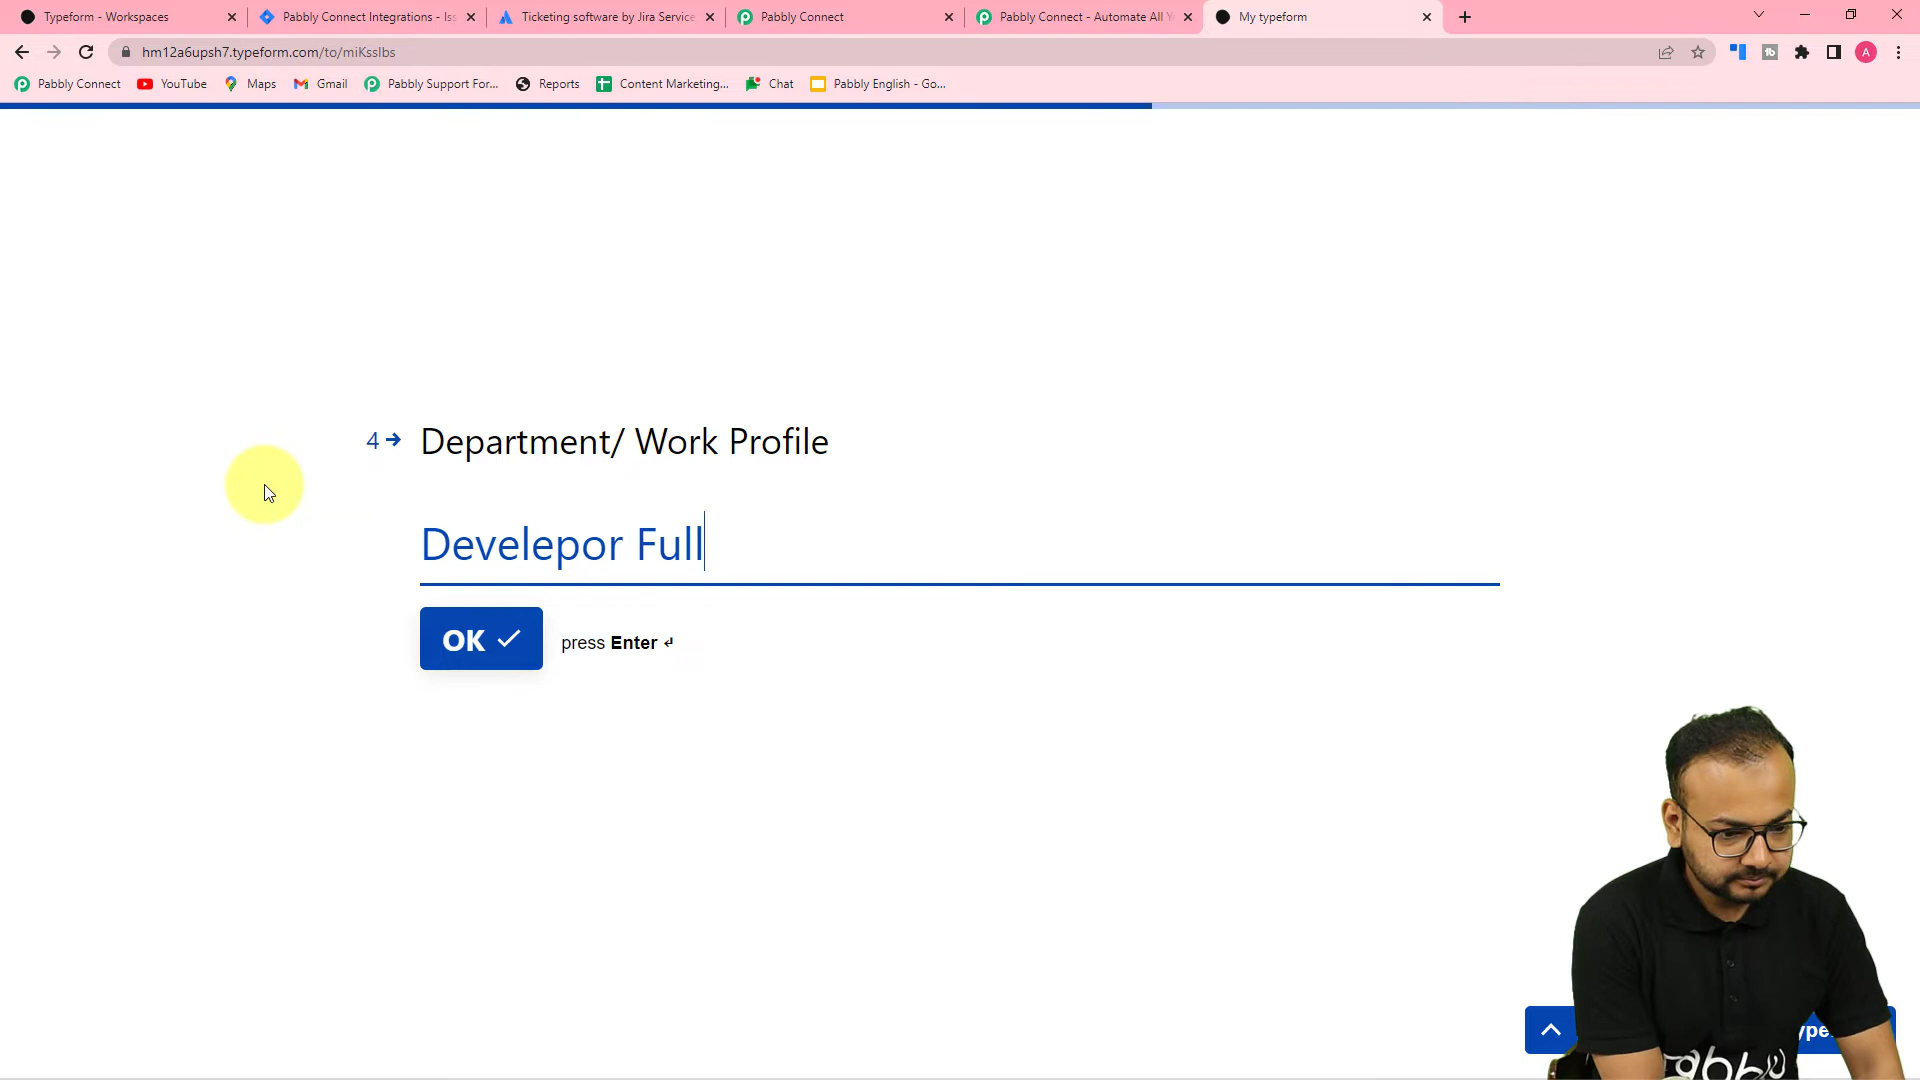 Typeform - Workspaces
Pabbly Connect Integrations - Iss
Ticketing software by Jira Service
Pabbly Connect
Pabbly Connect - Automate All Y
My typeform
hm12a6upsh7.typeform.com/to/miKssIbs
A
Pabbly Connect
YouTube
Maps
Gmail
Pabbly Support For...
Reports
Content Marketing...
Chat
Pabbly English - Go...
4 → Department/ Work Profile
Develepor Full
OK ✓ press Enter ↵